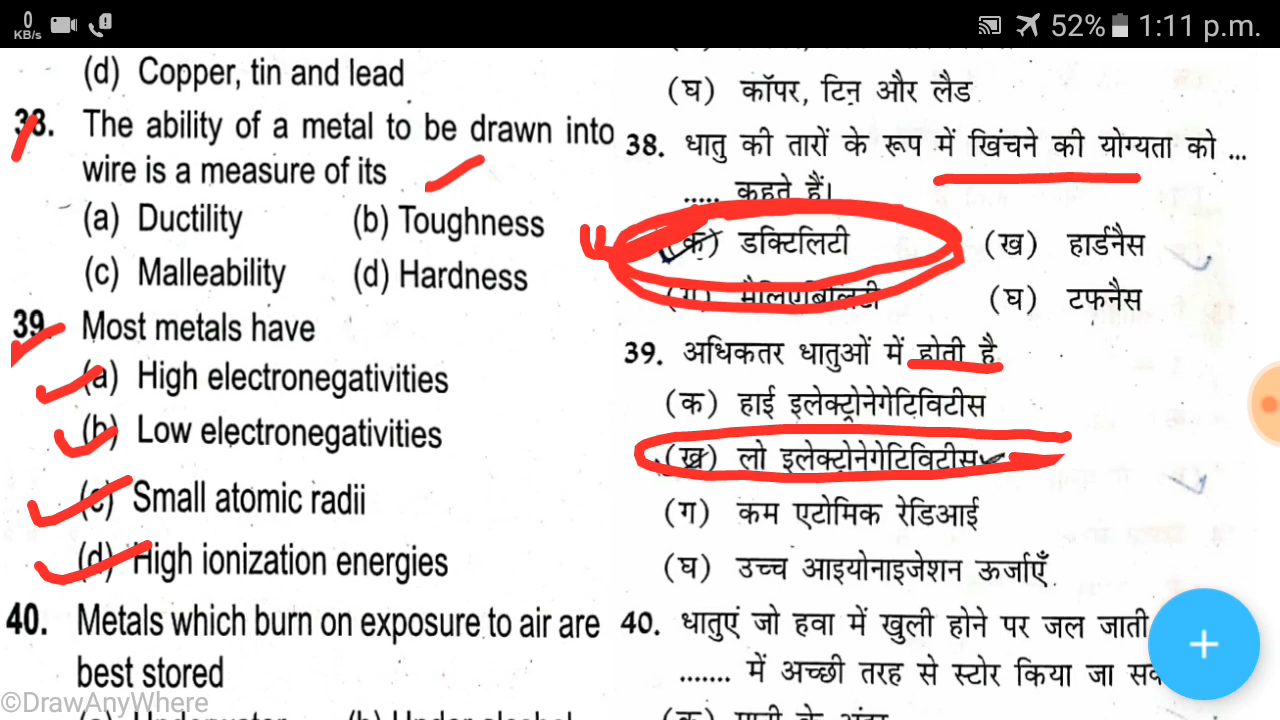 0
KB/s
52% 1:11 p.m.
(d) Copper, tin and lead
38. The ability of a metal to be drawn into
wire is a measure of its
(a) Ductility (b) Toughness
(c) Malleability (d) Hardness
39. Most metals have
(a) High electronegativities
(b) Low electronegativities
(c) Small atomic radii
(d) High ionization energies
40. Metals which burn on exposure to air are
best stored
(घ) कॉपर, टिन और लैड
38. धातु की तारों के रूप में खिंचने की योग्यता को ...
..... कहते हैं।
(क) डक्टिलिटी (ख) हार्डनैस
(ग) मैलिएबिलिटी (घ) टफनैस
39. अधिकतर धातुओं में होती है
(क) हाई इलेक्ट्रोनेगेटिविटीस
(ख) लो इलेक्ट्रोनेगेटिविटीस
(ग) कम एटोमिक रेडिआई
(घ) उच्च आइयोनाइजेशन ऊर्जाएँ
40. धातुएं जो हवा में खुली होने पर जल जाती
....... में अच्छी तरह से स्टोर किया जा
©DrawAnyWhere